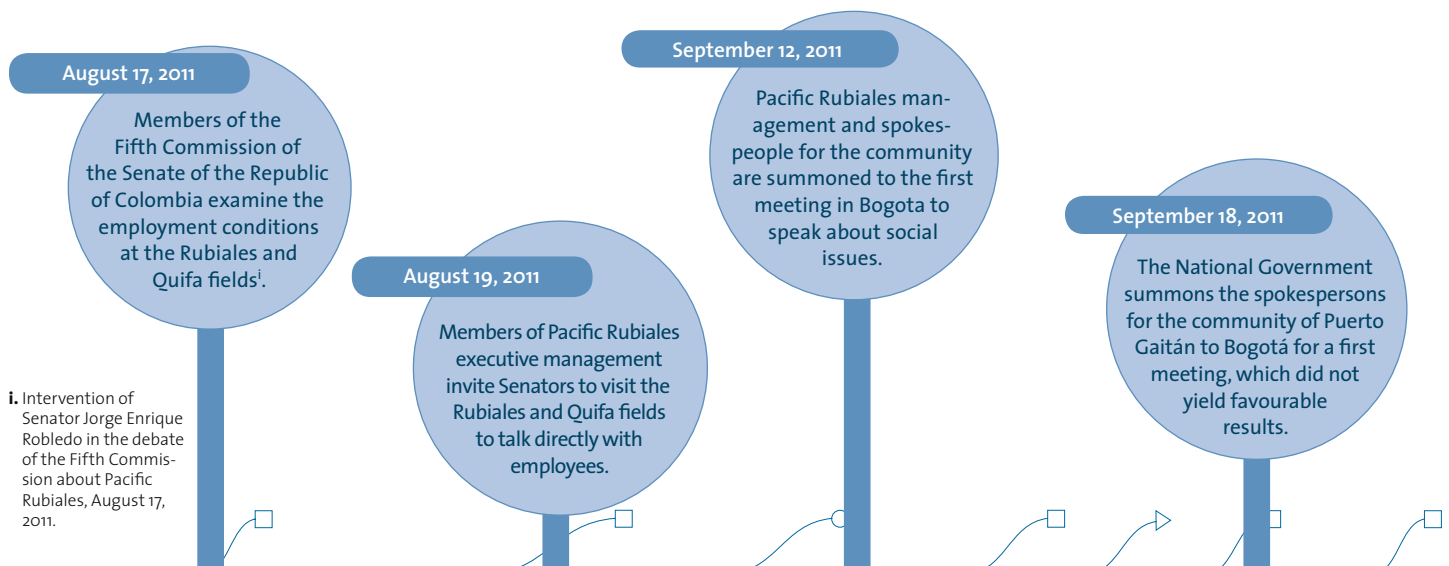 August 17, 2011
Members of the
Fifth Commission of
the Senate of the Republic
of Colombia examine the
employment conditions
at the Rubiales and
Quifa fieldsⁱ.
i. Intervention of
Senator Jorge Enrique
Robledo in the debate
of the Fifth Commis-
sion about Pacific
Rubiales, August 17,
2011.
August 19, 2011
Members of Pacific Rubiales
executive management
invite Senators to visit the
Rubiales and Quifa fields
to talk directly with
employees.
September 12, 2011
Pacific Rubiales man-
agement and spokes-
people for the community
are summoned to the first
meeting in Bogota to
speak about social
issues.
September 18, 2011
The National Government
summons the spokespersons
for the community of Puerto
Gaitán to Bogotá for a first
meeting, which did not
yield favourable
results.